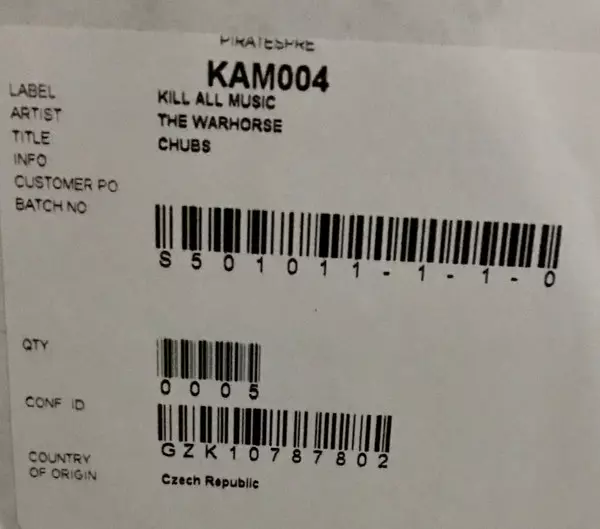 PIRATESPRE
KAM004
LABEL KILL ALL MUSIC
ARTIST THE WARHORSE
TITLE CHUBS
INFO
CUSTOMER PO
BATCH NO
S501011-1-1-0
QTY
0005
CONF ID
GZK10787802
COUNTRY
OF ORIGIN Czech Republic